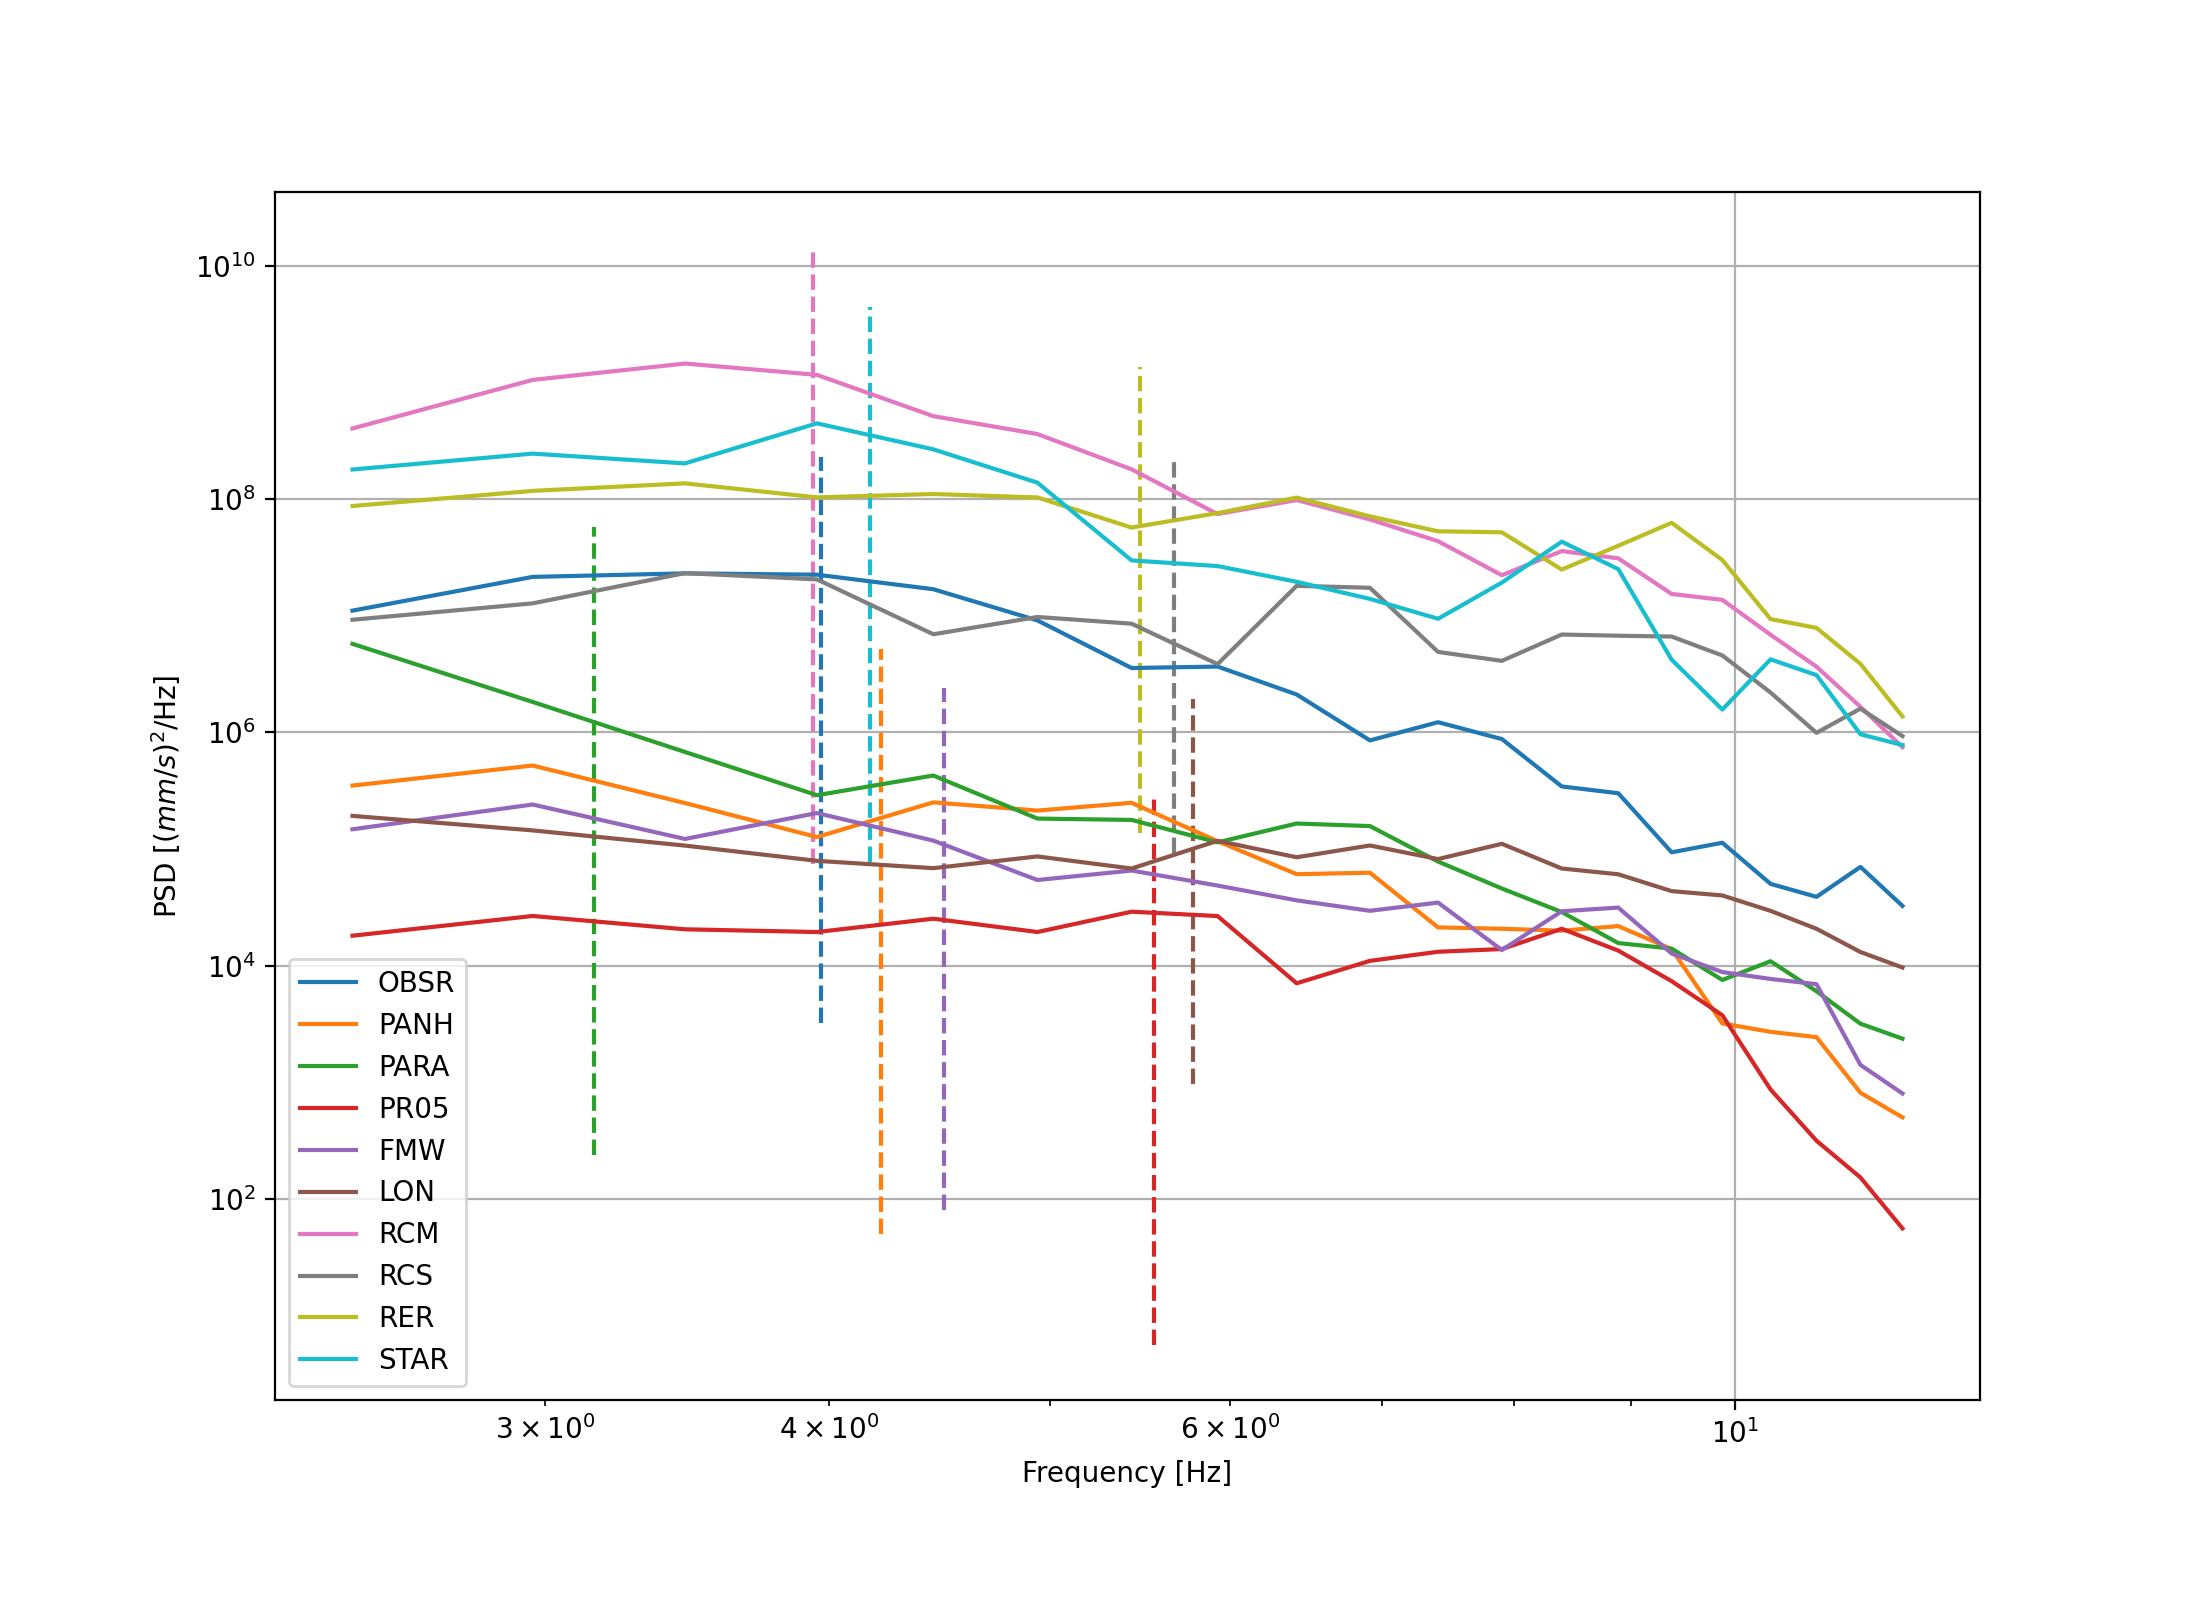 10^10
10^8
10^6
10^4
10^2
PSD [(mm/s)^2/Hz]
OBSR
PANH
PARA
PR05
FMW
LON
RCM
RCS
RER
STAR
3 × 10^0
4 × 10^0
6 × 10^0
10^1
Frequency [Hz]